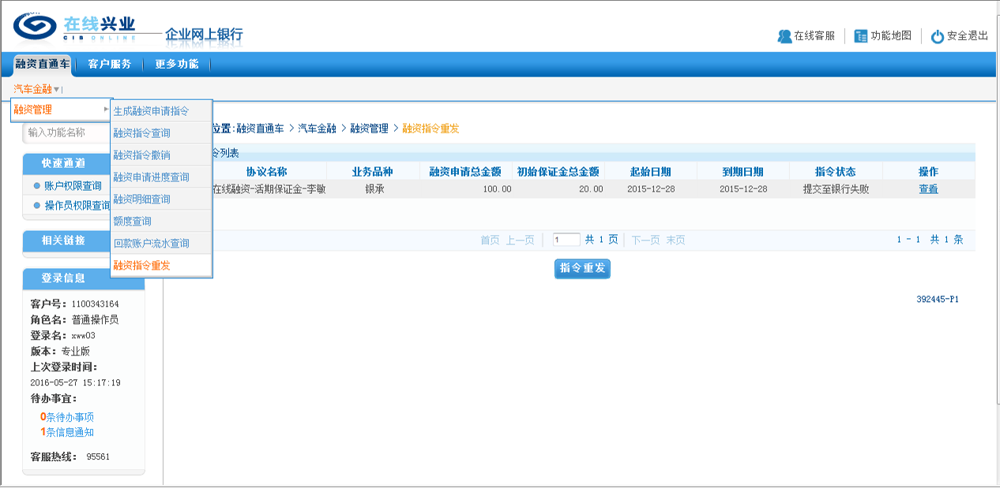 在线兴业
CIB ONLINE
企业网上银行
在线客服 功能地图 安全退出
融资直通车 客户服务 更多功能
汽车金融
融资管理
生成融资申请指令
融资指令查询
融资指令撤销
融资申请进度查询
融资明细查询
额度查询
回款账户流水查询
融资指令重发
输入功能名称
快速通道
账户权限查询
操作员权限查询
相关链接
登录信息
客户号: 1100343164
角色名: 普通操作员
登录名: xww03
版本: 专业版
上次登录时间:
2016-05-27 15:17:19
待办事宜:
0条待办事项
1条信息通知
客服热线: 95561
位置:融资直通车 > 汽车金融 > 融资管理 > 融资指令重发
令列表
协议名称 业务品种 融资申请总金额 初始保证金总金额 起始日期 到期日期 指令状态 操作
在线融资-活期保证金-李敏 银承 100.00 20.00 2015-12-28 2015-12-28 提交至银行失败 查看
首页 上一页 1 共 1 页 下一页 末页 1 - 1 共 1 条
指令重发
392445-P1